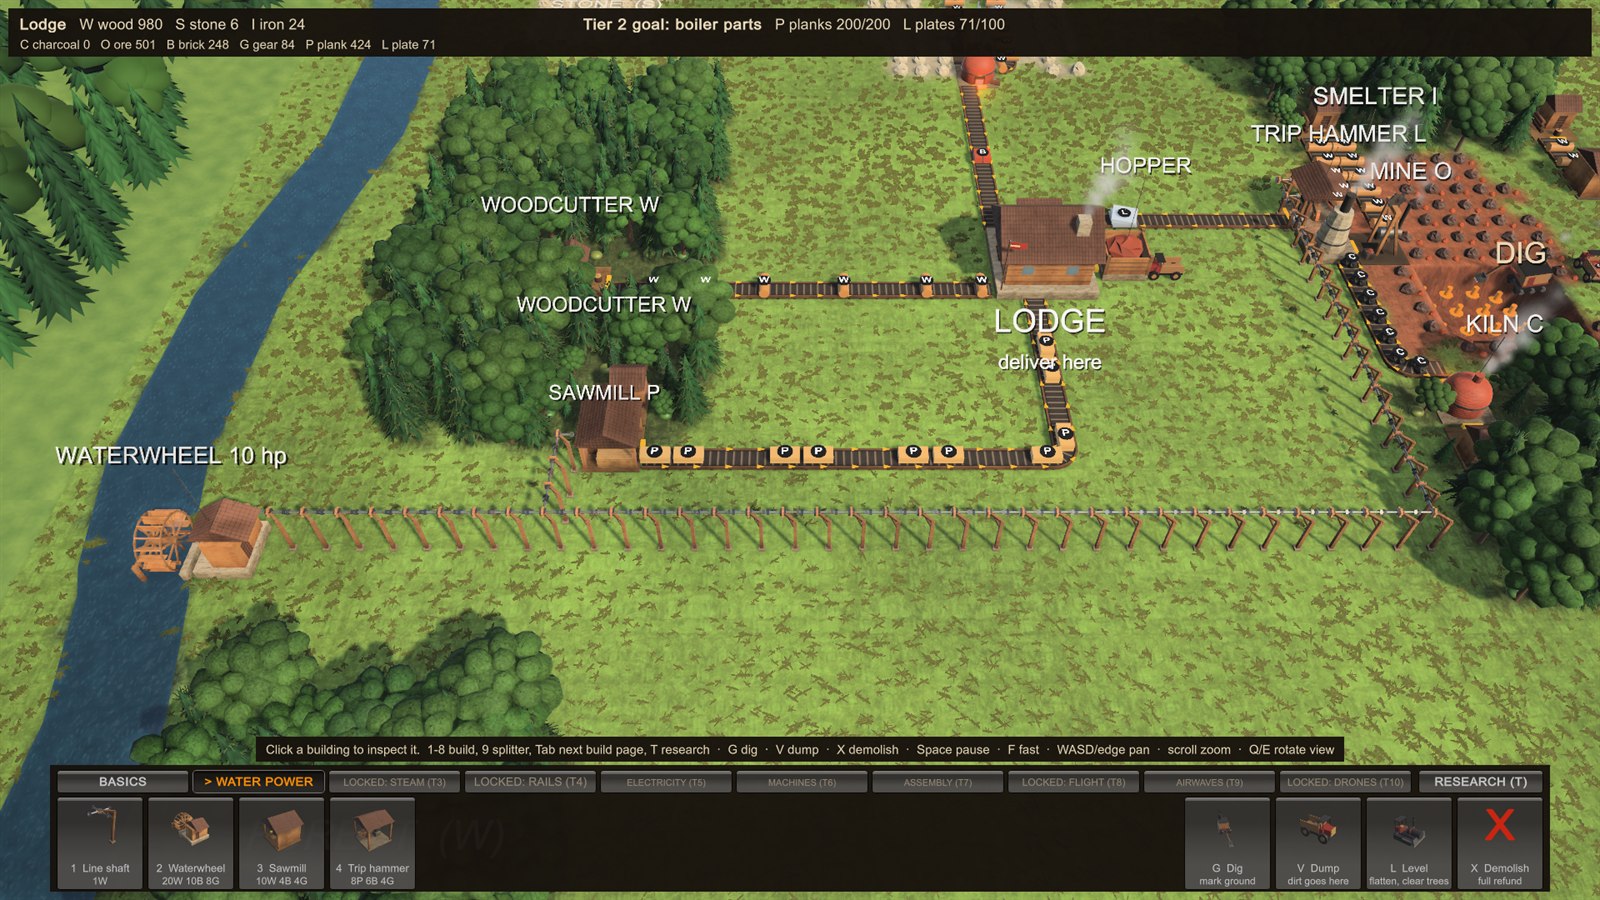 Lodge W wood 980 S stone 6 I iron 24
C charcoal 0 O ore 501 B brick 248 G gear 84 P plank 424 L plate 71
Tier 2 goal: boiler parts P planks 200/200 L plates 71/100
SMELTER I
TRIP HAMMER L
MINE O
HOPPER
WOODCUTTER W
DIG
WOODCUTTER W
LODGE
deliver here
KILN C
SAWMILL P
WATERWHEEL 10 hp
Click a building to inspect it. 1-8 build, 9 splitter, Tab next build page, T research · G dig · V dump · X demolish · Space pause · F fast · WASD/edge pan · scroll zoom · Q/E rotate view
BASICS
> WATER POWER
LOCKED: STEAM (T3)
LOCKED: RAILS (T4)
ELECTRICITY (T5)
MACHINES (T6)
ASSEMBLY (T7)
LOCKED: FLIGHT (T8)
AIRWAVES (T9)
LOCKED: DRONES (T10)
RESEARCH (T)
1 Line shaft
1W
2 Waterwheel
20W 10B 8G
3 Sawmill
10W 4B 4G
4 Trip hammer
8P 6B 4G
G Dig
mark ground
V Dump
dirt goes here
L Level
flatten, clear trees
X Demolish
full refund